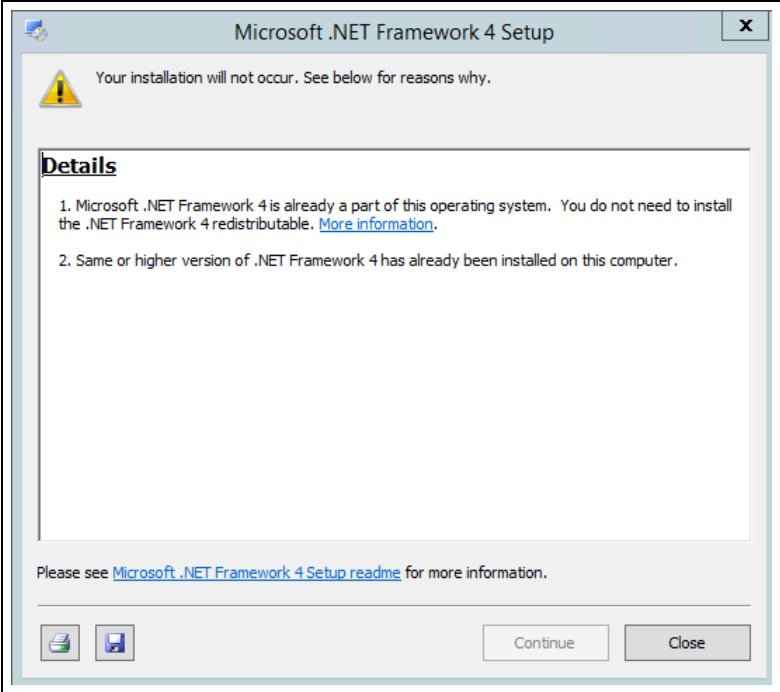 Microsoft .NET Framework 4 Setup
x
Your installation will not occur. See below for reasons why.
Details
1. Microsoft .NET Framework 4 is already a part of this operating system.  You do not need to install
the .NET Framework 4 redistributable. More information.
2. Same or higher version of .NET Framework 4 has already been installed on this computer.
Please see Microsoft .NET Framework 4 Setup readme for more information.
Continue
Close